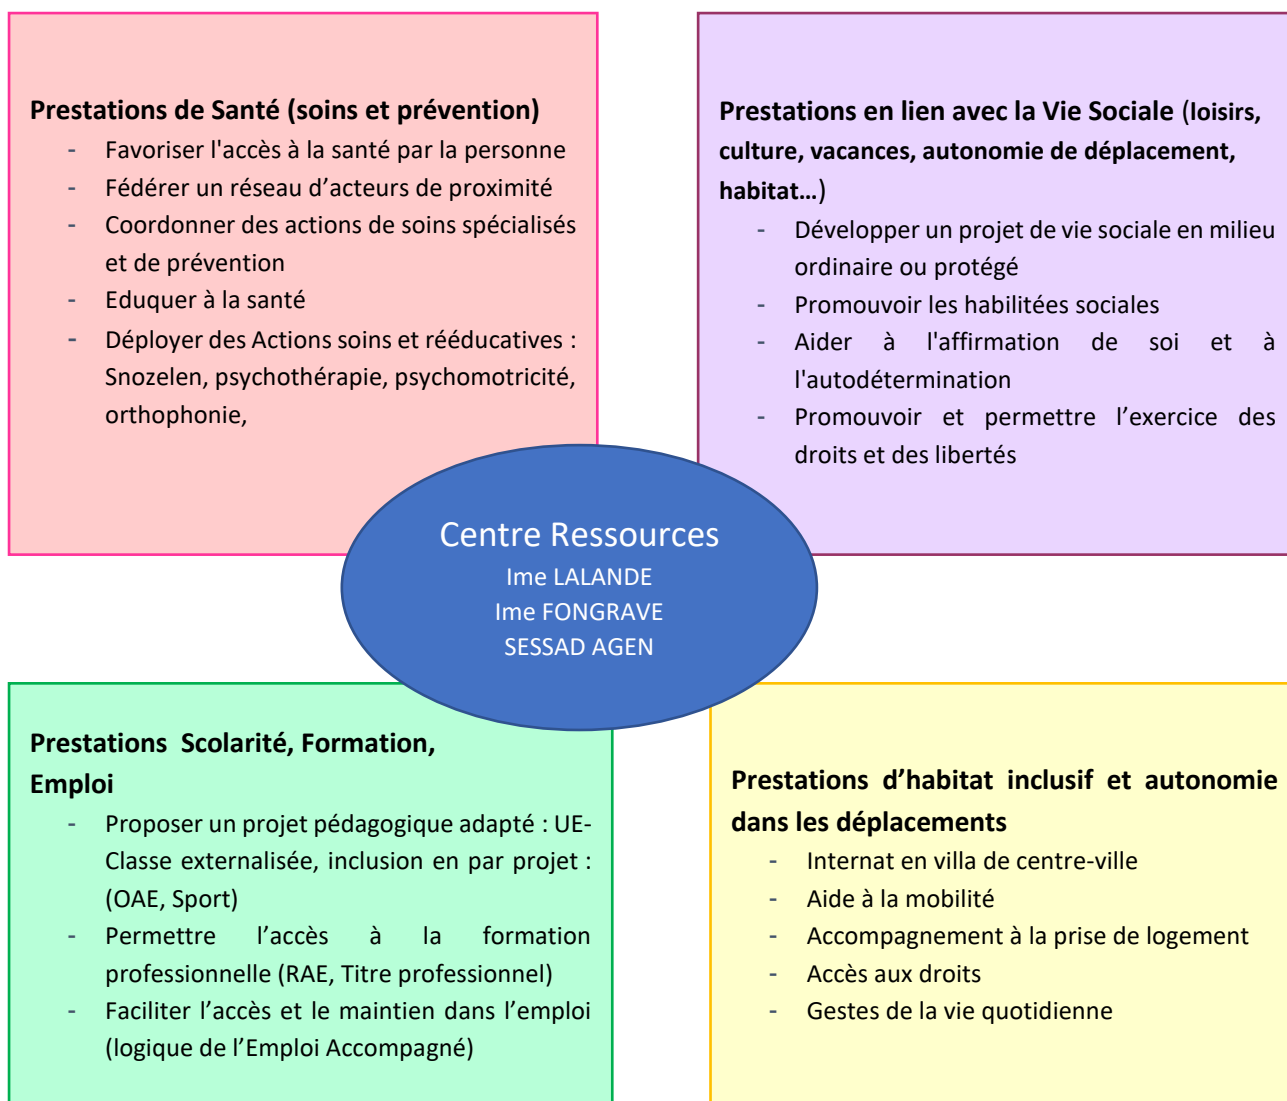 Prestations de Santé (soins et prévention)
- Favoriser l'accès à la santé par la personne
- Fédérer un réseau d’acteurs de proximité
- Coordonner des actions de soins spécialisés
et de prévention
- Eduquer à la santé
- Déployer des Actions soins et rééducatives :
Snozelen, psychothérapie, psychomotricité,
orthophonie,
Prestations en lien avec la Vie Sociale (loisirs,
culture, vacances, autonomie de déplacement,
habitat…)
- Développer un projet de vie sociale en milieu
ordinaire ou protégé
- Promouvoir les habilitées sociales
- Aider à l'affirmation de soi et à
l'autodétermination
- Promouvoir et permettre l’exercice des
droits et des libertés
Centre Ressources
Ime LALANDE
Ime FONGRAVE
SESSAD AGEN
Prestations Scolarité, Formation,
Emploi
- Proposer un projet pédagogique adapté : UE-
Classe externalisée, inclusion en par projet :
(OAE, Sport)
- Permettre l’accès à la formation
professionnelle (RAE, Titre professionnel)
- Faciliter l’accès et le maintien dans l’emploi
(logique de l’Emploi Accompagné)
Prestations d’habitat inclusif et autonomie
dans les déplacements
- Internat en villa de centre-ville
- Aide à la mobilité
- Accompagnement à la prise de logement
- Accès aux droits
- Gestes de la vie quotidienne